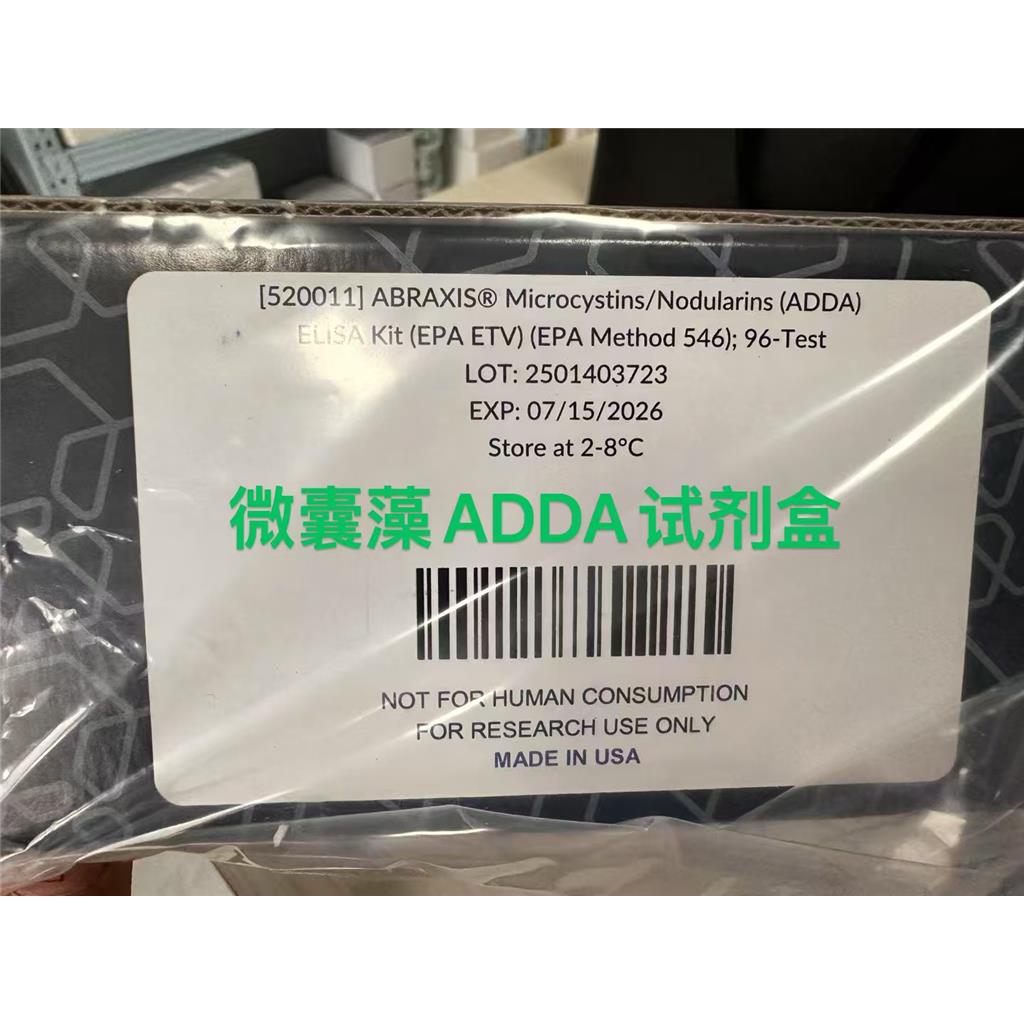 [520011] ABRAXIS® Microcystins/Nodularins (ADDA)
ELISA Kit (EPA ETV) (EPA Method 546); 96-Test
LOT: 2501403723
EXP: 07/15/2026
Store at 2-8°C
微囊藻ADDA试剂盒
NOT FOR HUMAN CONSUMPTION
FOR RESEARCH USE ONLY
MADE IN USA